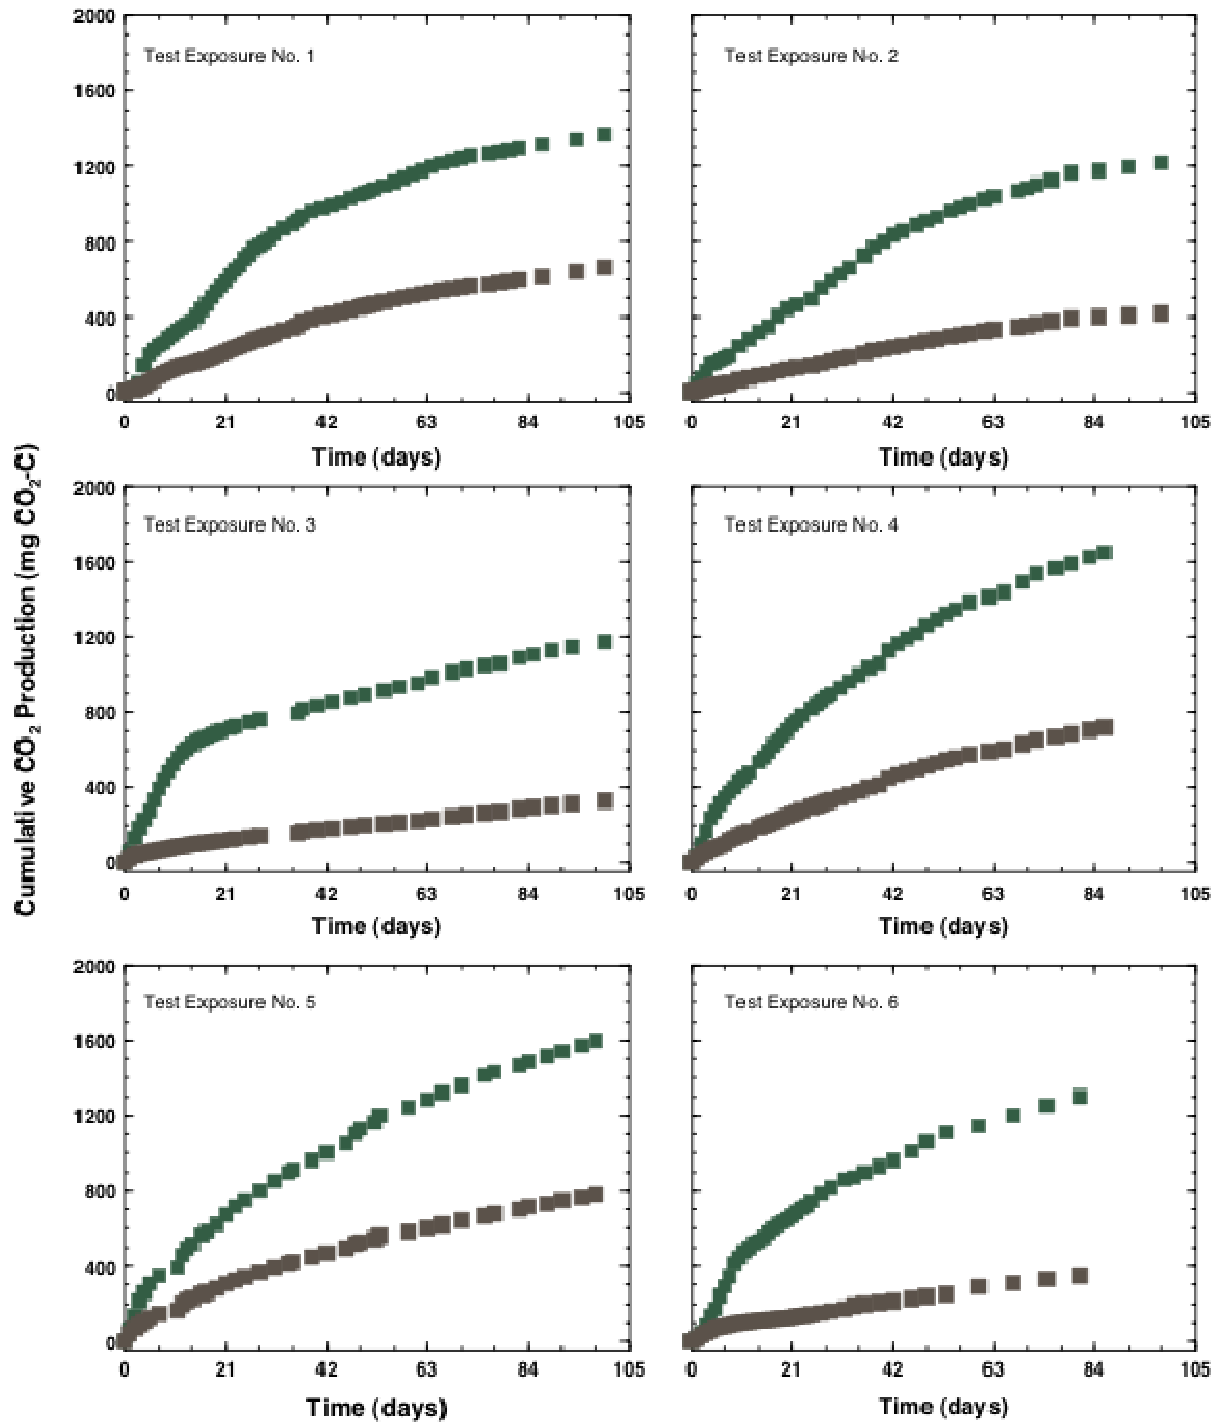 Cumulative CO₂ Production (mg CO₂-C)
2000
1600
1200
800
400
0
Test Exposure No. 1
0 21 42 63 84 105
Time (days)
Test Exposure No. 2
0 21 42 63 84 105
Time (days)
2000
1600
1200
800
400
0
Test Exposure No. 3
0 21 42 63 84 105
Time (days)
Test Exposure No. 4
0 21 42 63 84 105
Time (days)
2000
1600
1200
800
400
0
Test Exposure No. 5
0 21 42 63 84 105
Time (days)
Test Exposure No. 6
0 21 42 63 84 105
Time (days)